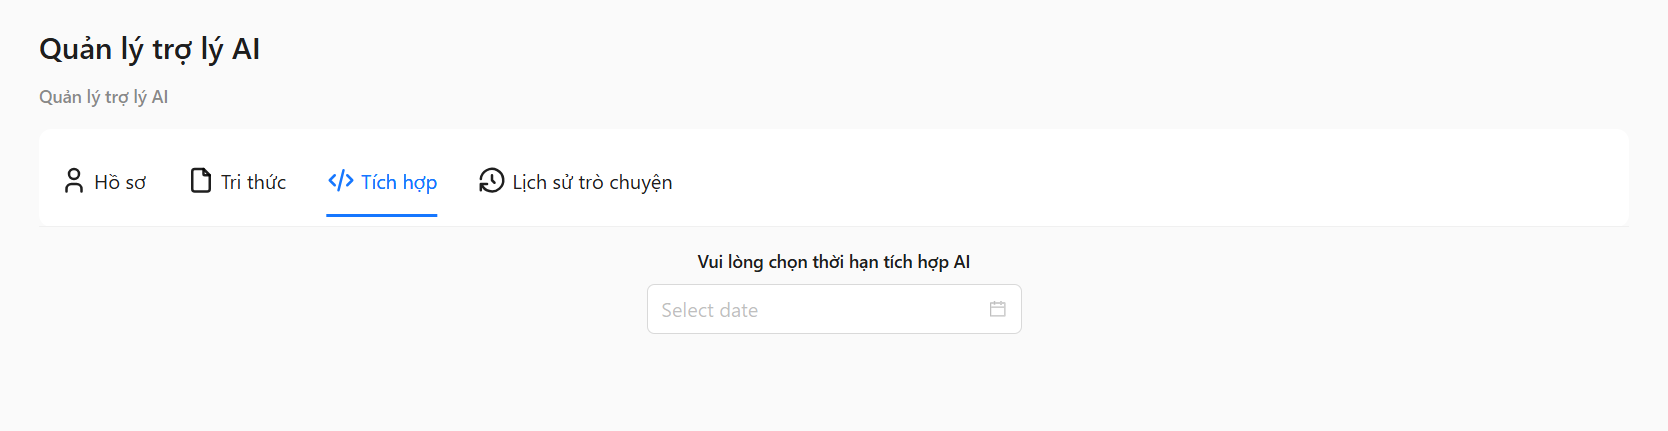 Quản lý trợ lý AI
Quản lý trợ lý AI
Hồ sơ Tri thức Tích hợp Lịch sử trò chuyện
Vui lòng chọn thời hạn tích hợp AI
Select date